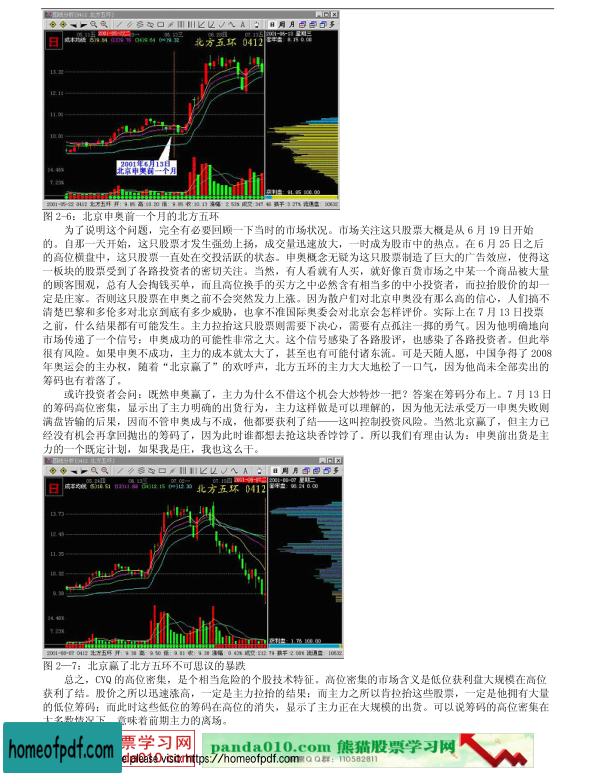 北方五环 0412
2001年6月13日
北京申奥前一个月
图 2-6：北京申奥前一个月的北方五环
为了说明这个问题，完全有必要回顾一下当时的市场状况。市场关注这只股票大概是从 6 月 19 日开始
的。自那一天开始，这只股票才发生强劲上扬，成交量迅速放大，一时成为股市中的热点。在 6 月 25 日之后
的高位横盘中，这只股票一直处在交投活跃的状态。申奥概念无疑为这只股票制造了巨大的广告效应，使得这
一板块的股票受到了各路投资者的密切关注。当然，有人看就有人买，就好像百货市场之中某一个商品被大量
的顾客围观，总有人会掏钱买单，而且高位换手的买方之中必然含有相当多的中小投资者，而拉抬股价的却一
定是庄家。否则这只股票在申奥之前不会突然发力上涨。因为散户们对北京申奥没有那么高的信心，人们搞不
清楚巴黎和多伦多对北京到底有多少威胁，也拿不准国际奥委会对北京会怎样评价。实际上在 7 月 13 日投票
之前，什么结果都有可能发生。主力拉抬这只股票则需要下决心，需要有点孤注一掷的勇气。因为他明确地向
市场传递了一个信号：申奥成功的可能性非常之大。这个信号感染了各路股评，也感染了各路投资者。但此举
很有风险。如果申奥不成功，主力的成本就太大了，甚至也有可能付诸东流。可是天随人愿，中国争得了 2008
年奥运会的主办权，随着“北京赢了”的欢呼声，北方五环的主力大大地松了一口气，因为他尚未全部卖出的
筹码也有着落了。
或许投资者会问：既然申奥赢了，主力为什么不借这个机会大炒特炒一把？答案在筹码分布上。7 月 13 日
的筹码高位密集，显示出了主力明确的出货行为，主力这样做是可以理解的，因为他无法承受万一申奥失败则
满盘皆输的后果，因而不管申奥成与不成，他都要获利了结——这叫控制投资风险。当然北京赢了，但主力已
经没有机会再拿回抛出的筹码了，因为此时谁都想去抢这块香饽饽了。所以我们有理由认为：申奥前出货是主
力的一个既定计划，如果我是庄，我也这么干。
北方五环 0412
图 2—7：北京赢了北方五环不可思议的暴跌
总之，CYQ 的高位密集，是个相当危险的个股技术特征。高位密集的市场含义是低位获利盘大规模在高位
获利了结。股价之所以迅速涨高，一定是主力拉抬的结果；而主力之所以肯拉抬这些股票，一定是他拥有大量
的低位筹码；而此时这些低位的筹码在高位的消失，显示了主力正在大规模的出货。可以说筹码的高位密集在
大多数情况下，意味着前期主力的离场。
homeofpdf.com
票学习网
please visit: https://homeofpdf.com
panda010.com 熊猫股票学习网
QQ群: 110582811